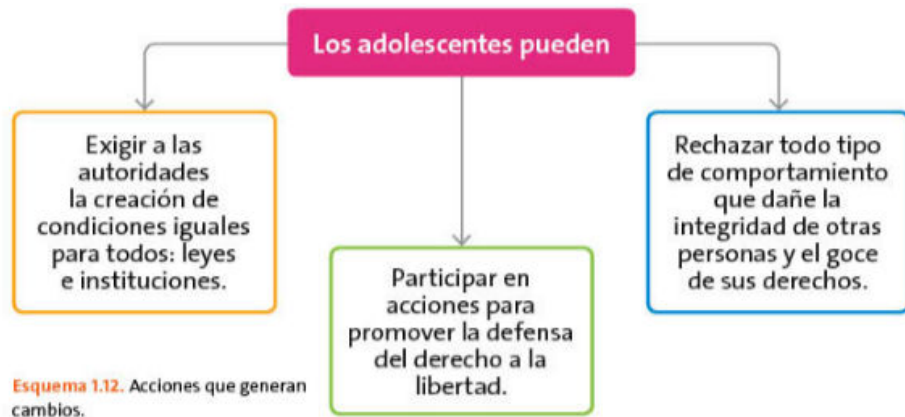 Los adolescentes pueden
Exigir a las
autoridades
la creación de
condiciones iguales
para todos: leyes
e instituciones.
Participar en
acciones para
promover la defensa
del derecho a la
libertad.
Rechazar todo tipo
de comportamiento
que dañe la
integridad de otras
personas y el goce
de sus derechos.
Esquema 1.12. Acciones que generan
cambios.